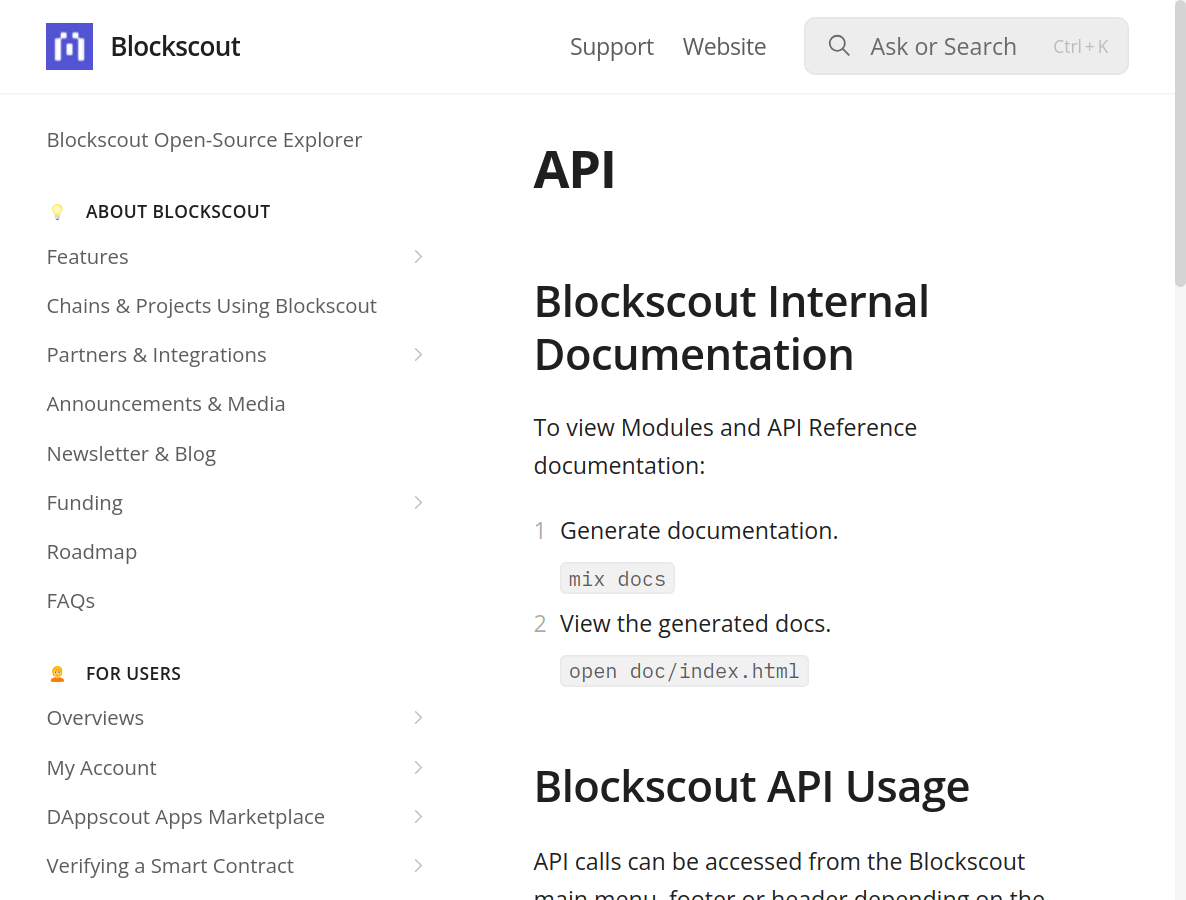 Blockscout
Support
Website
Ask or Search
Ctrl + K
Blockscout Open-Source Explorer
ABOUT BLOCKSCOUT
Features
Chains & Projects Using Blockscout
Partners & Integrations
Announcements & Media
Newsletter & Blog
Funding
Roadmap
FAQs
FOR USERS
Overviews
My Account
DAppscout Apps Marketplace
Verifying a Smart Contract
API
Blockscout Internal
Documentation
To view Modules and API Reference
documentation:
1 Generate documentation.
mix docs
2 View the generated docs.
open doc/index.html
Blockscout API Usage
API calls can be accessed from the Blockscout
main menu, footer or header depending on the